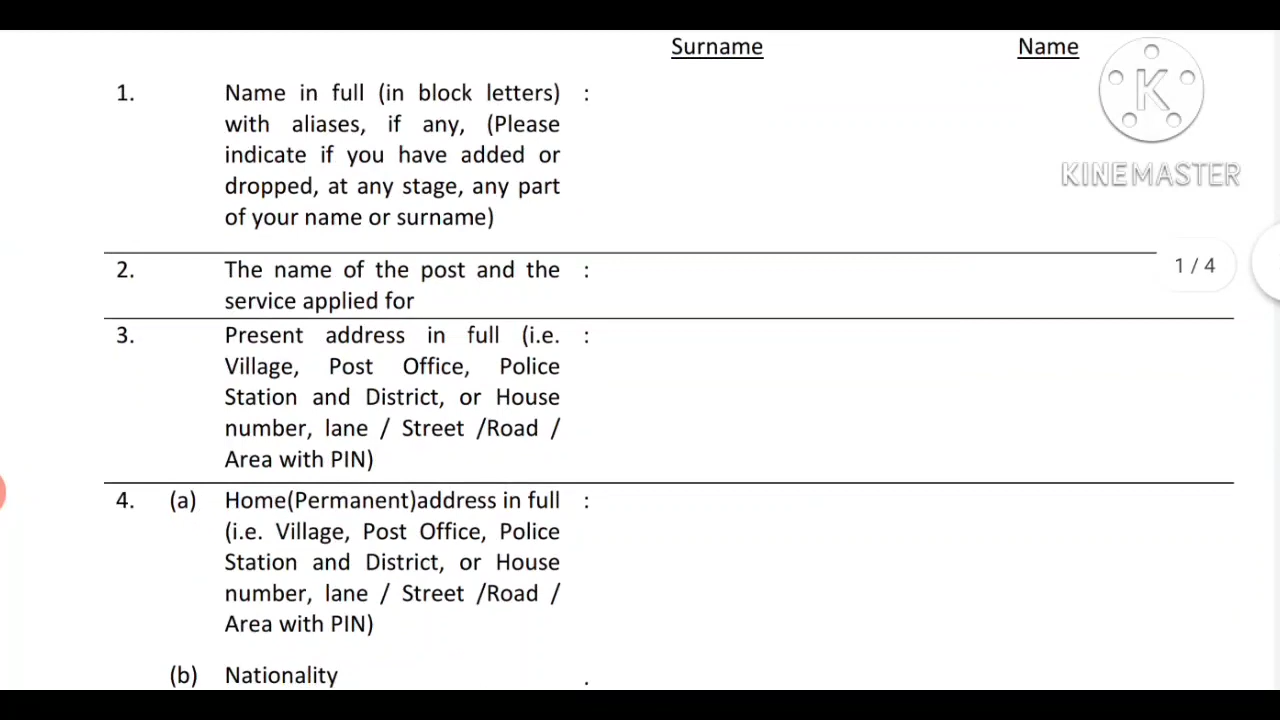 Surname Name
1. Name in full (in block letters) :
with aliases, if any, (Please
indicate if you have added or
dropped, at any stage, any part
of your name or surname)
K
KINEMASTER
2. The name of the post and the :
service applied for
1 / 4
3. Present address in full (i.e. :
Village, Post Office, Police
Station and District, or House
number, lane / Street /Road /
Area with PIN)
4. (a) Home(Permanent)address in full :
(i.e. Village, Post Office, Police
Station and District, or House
number, lane / Street /Road /
Area with PIN)
(b) Nationality .